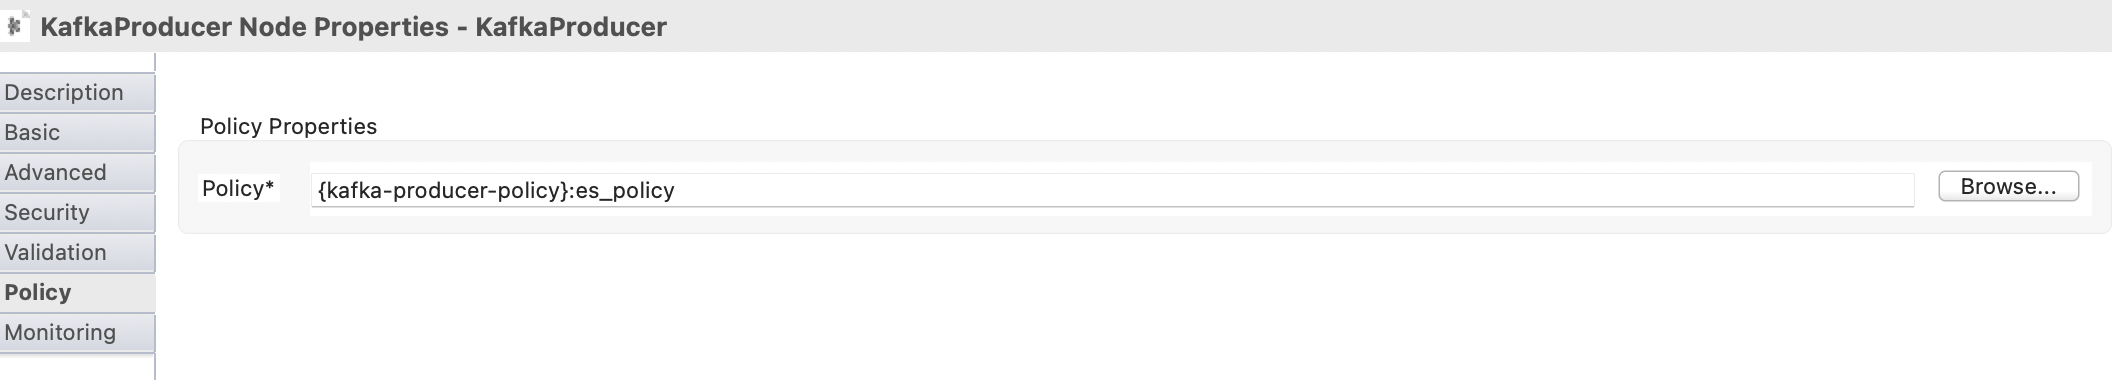 KafkaProducer Node Properties - KafkaProducer
Description
Basic
Advanced
Security
Validation
Policy
Monitoring
Policy Properties
Policy* {kafka-producer-policy}:es_policy Browse...